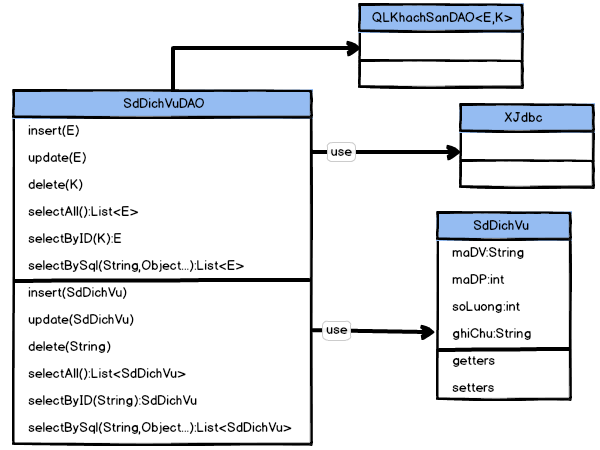 QLKhachSanDAO<E,K>
SdDichVuDAO
insert(E)
update(E)
delete(K)
selectAll():List<E>
selectByID(K):E
selectBySql(String,Object...):List<E>
insert(SdDichVu)
update(SdDichVu)
delete(String)
selectAll():List<SdDichVu>
selectByID(String):SdDichVu
selectBySql(String,Object...):List<SdDichVu>
use
XJdbc
use
SdDichVu
maDV:String
maDP:int
soLuong:int
ghiChu:String
getters
setters